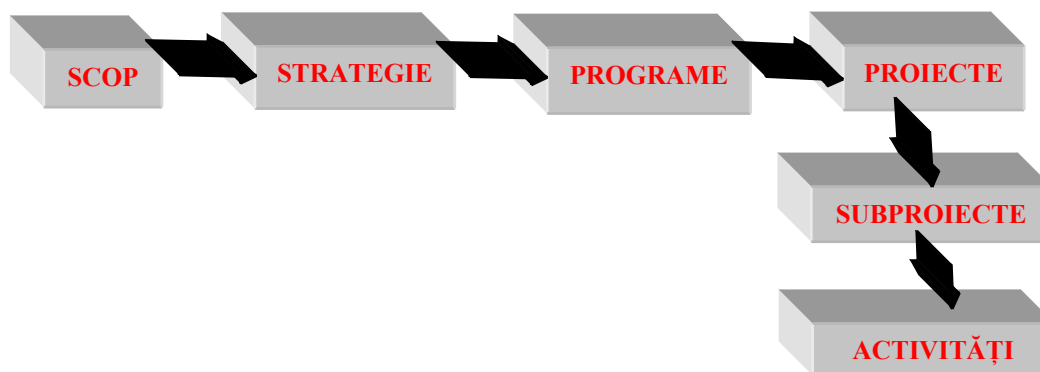 SCOP
STRATEGIE
PROGRAME
PROIECTE
SUBPROIECTE
ACTIVITĂȚI